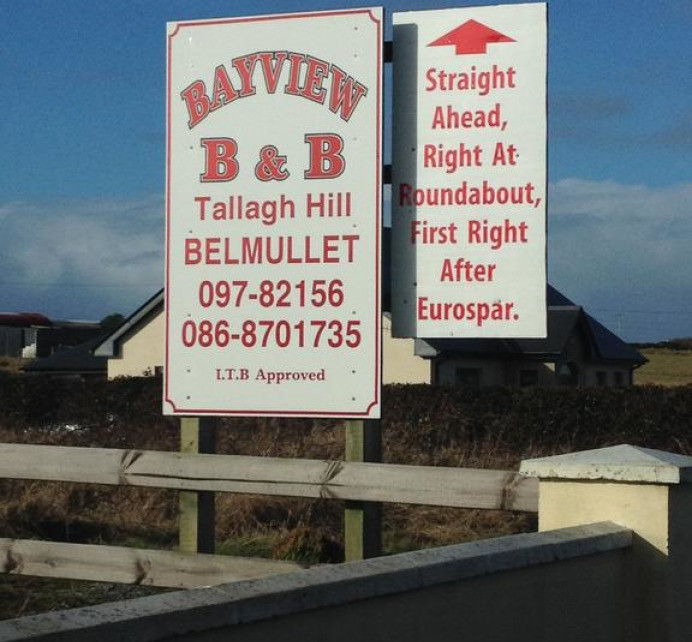 BAYVIEW
B & B
Tallagh Hill
BELMULLET
097-82156
086-8701735
I.T.B Approved
Straight
Ahead,
Right At
Roundabout,
First Right
After
Eurospar.